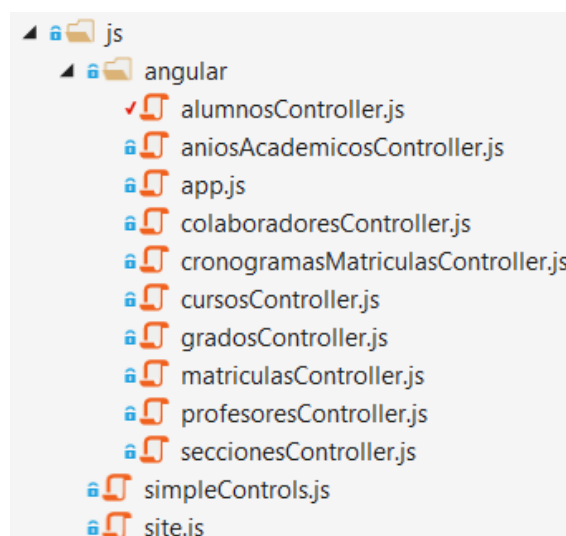 js
angular
alumnosController.js
aniosAcademicosController.js
app.js
colaboradoresController.js
cronogramasMatriculasController.js
cursosController.js
gradosController.js
matriculasController.js
profesoresController.js
seccionesController.js
simpleControls.js
site.js